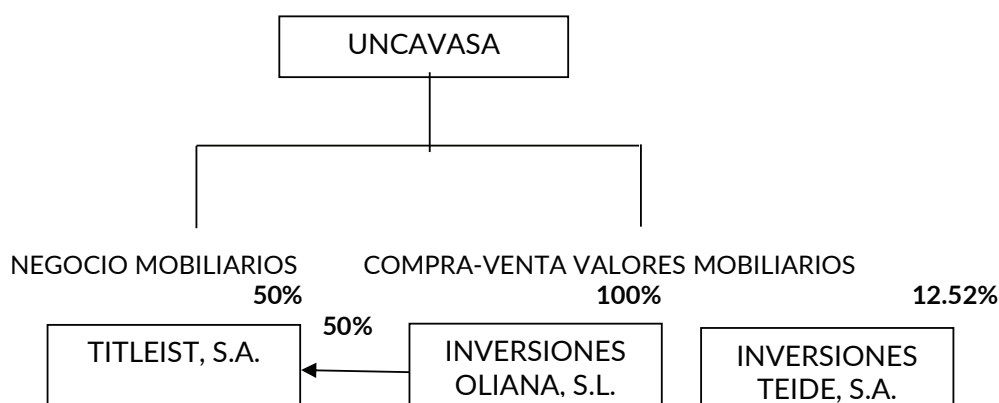 UNCAVASA
NEGOCIO MOBILIARIOS
COMPRA-VENTA VALORES MOBILIARIOS
50%
100%
12.52%
50%
TITLEIST, S.A.
INVERSIONES
OLIANA, S.L.
INVERSIONES
TEIDE, S.A.